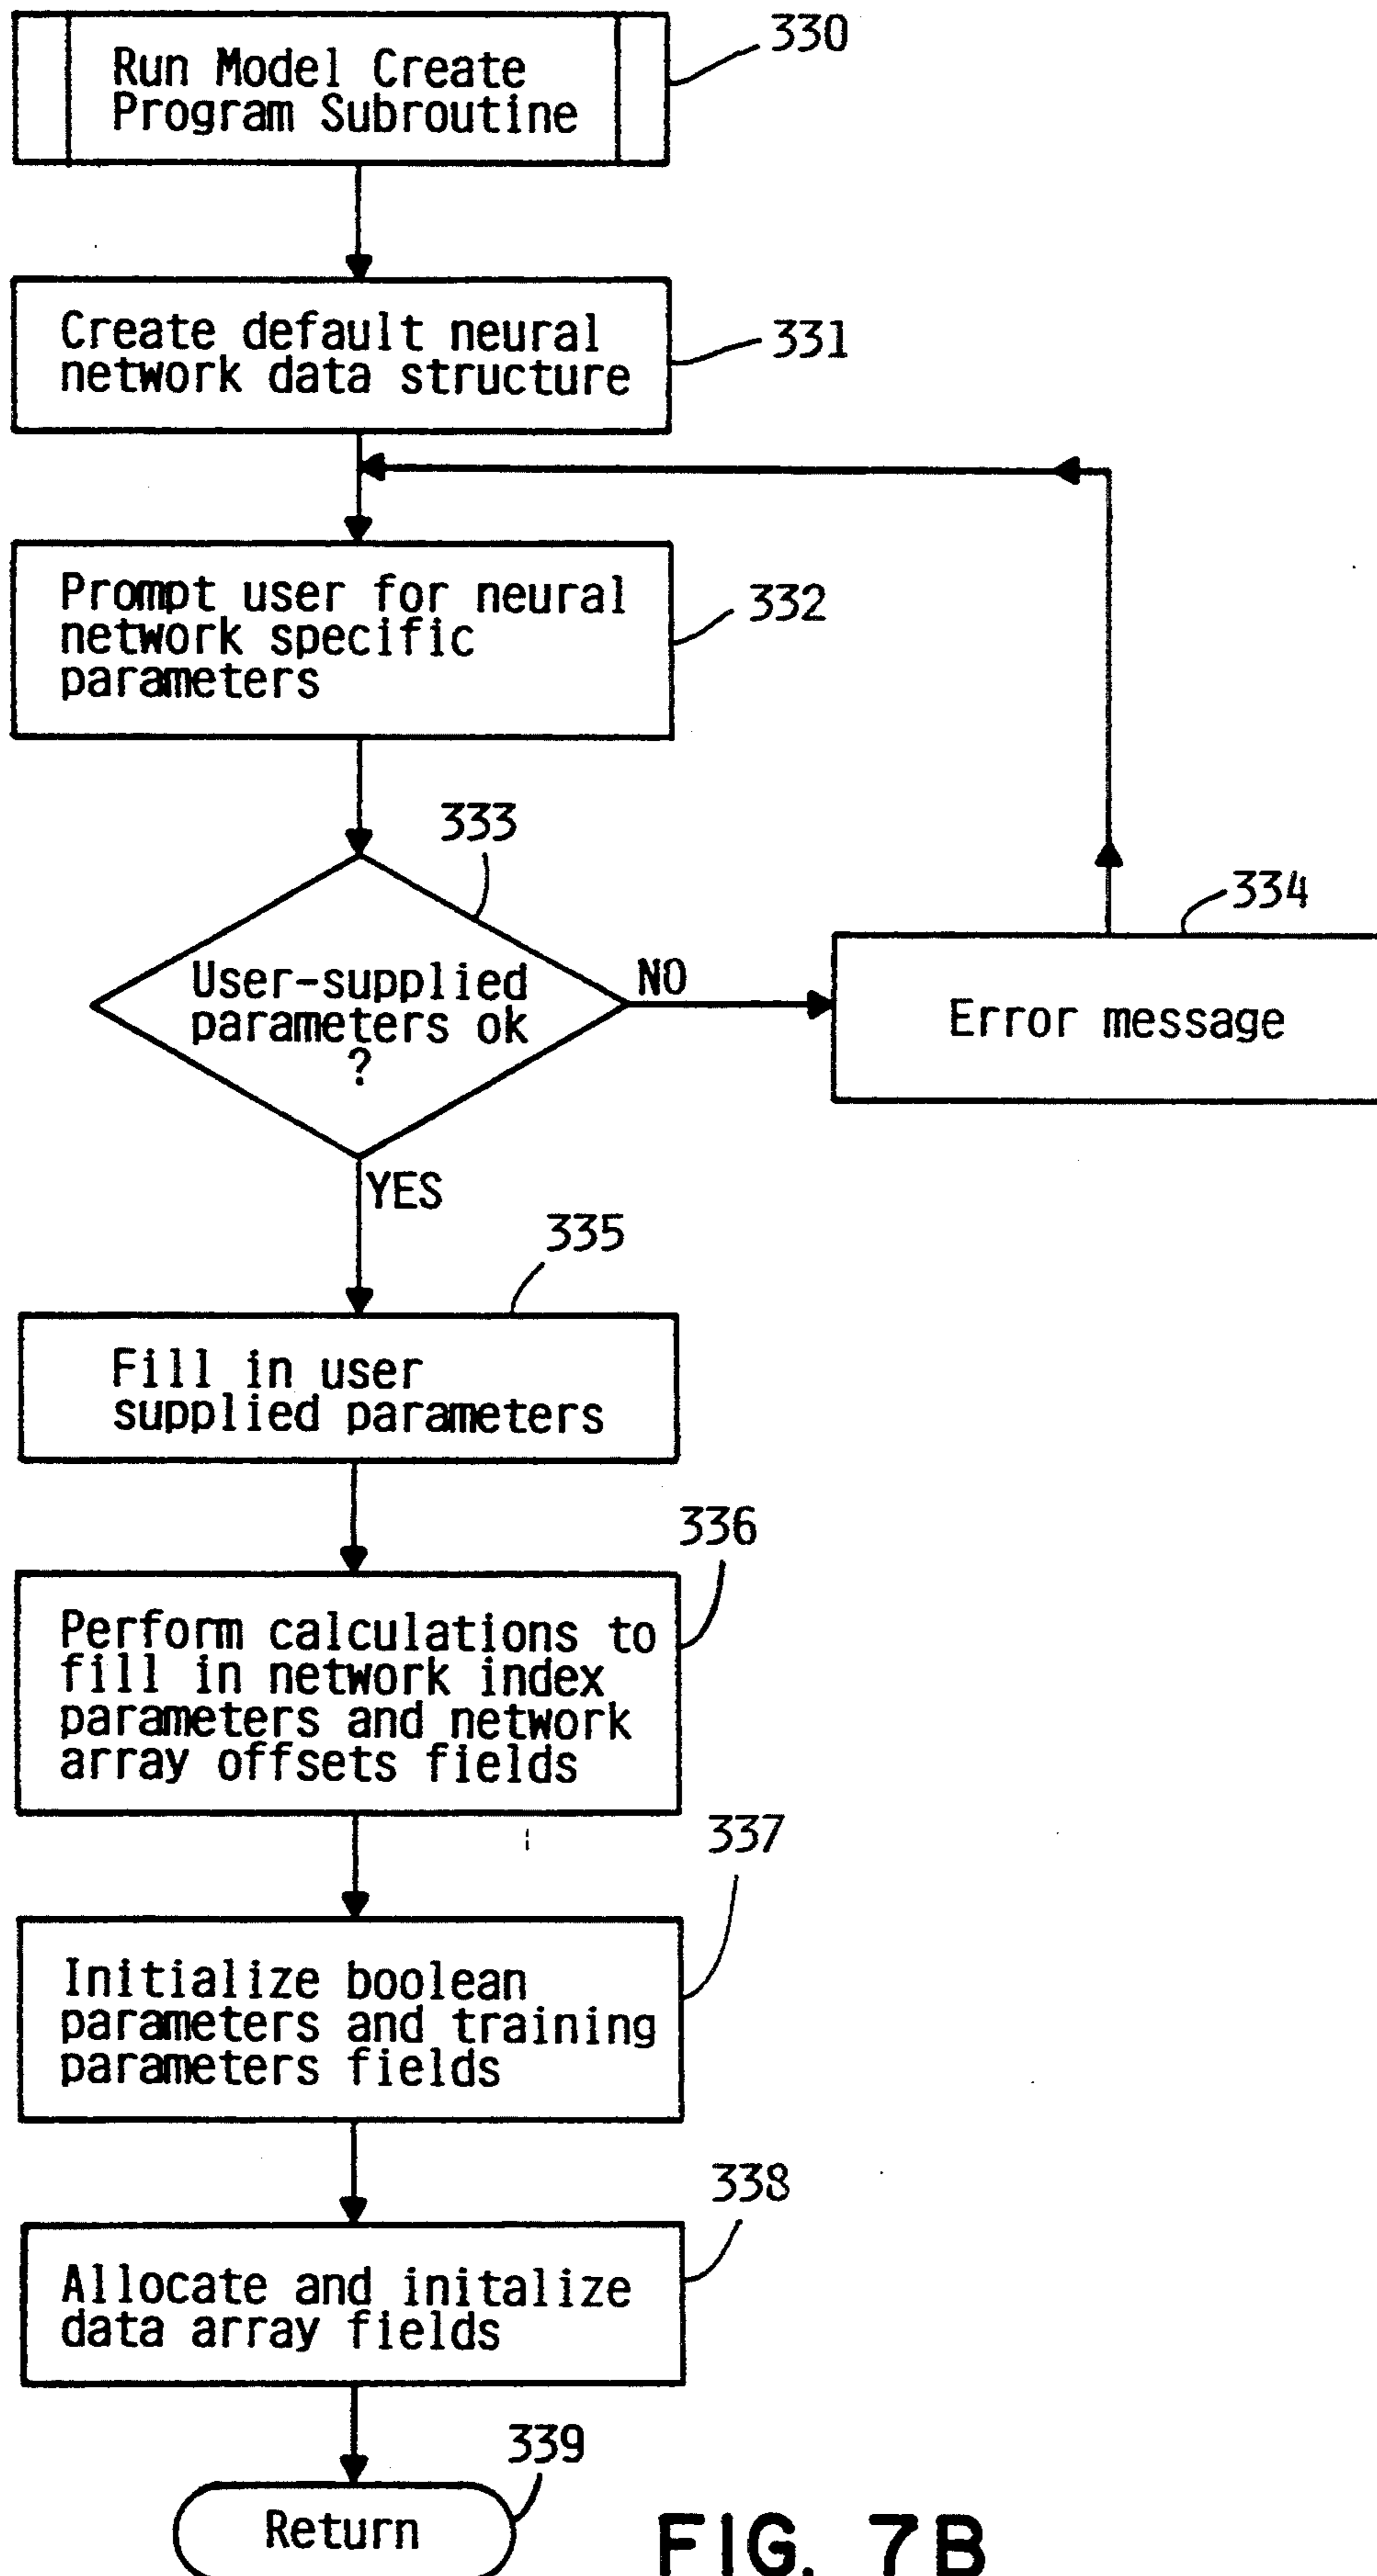 330
Run Model Create
Program Subroutine
Create default neural
network data structure
331
Prompt user for neural
network specific
parameters
332
333
User-supplied
parameters ok
?
NO
334
Error message
YES
335
Fill in user
supplied parameters
336
Perform calculations to
fill in network index
parameters and network
array offsets fields
337
Initialize boolean
parameters and training
parameters fields
338
Allocate and initalize
data array fields
339
Return
FIG. 7B